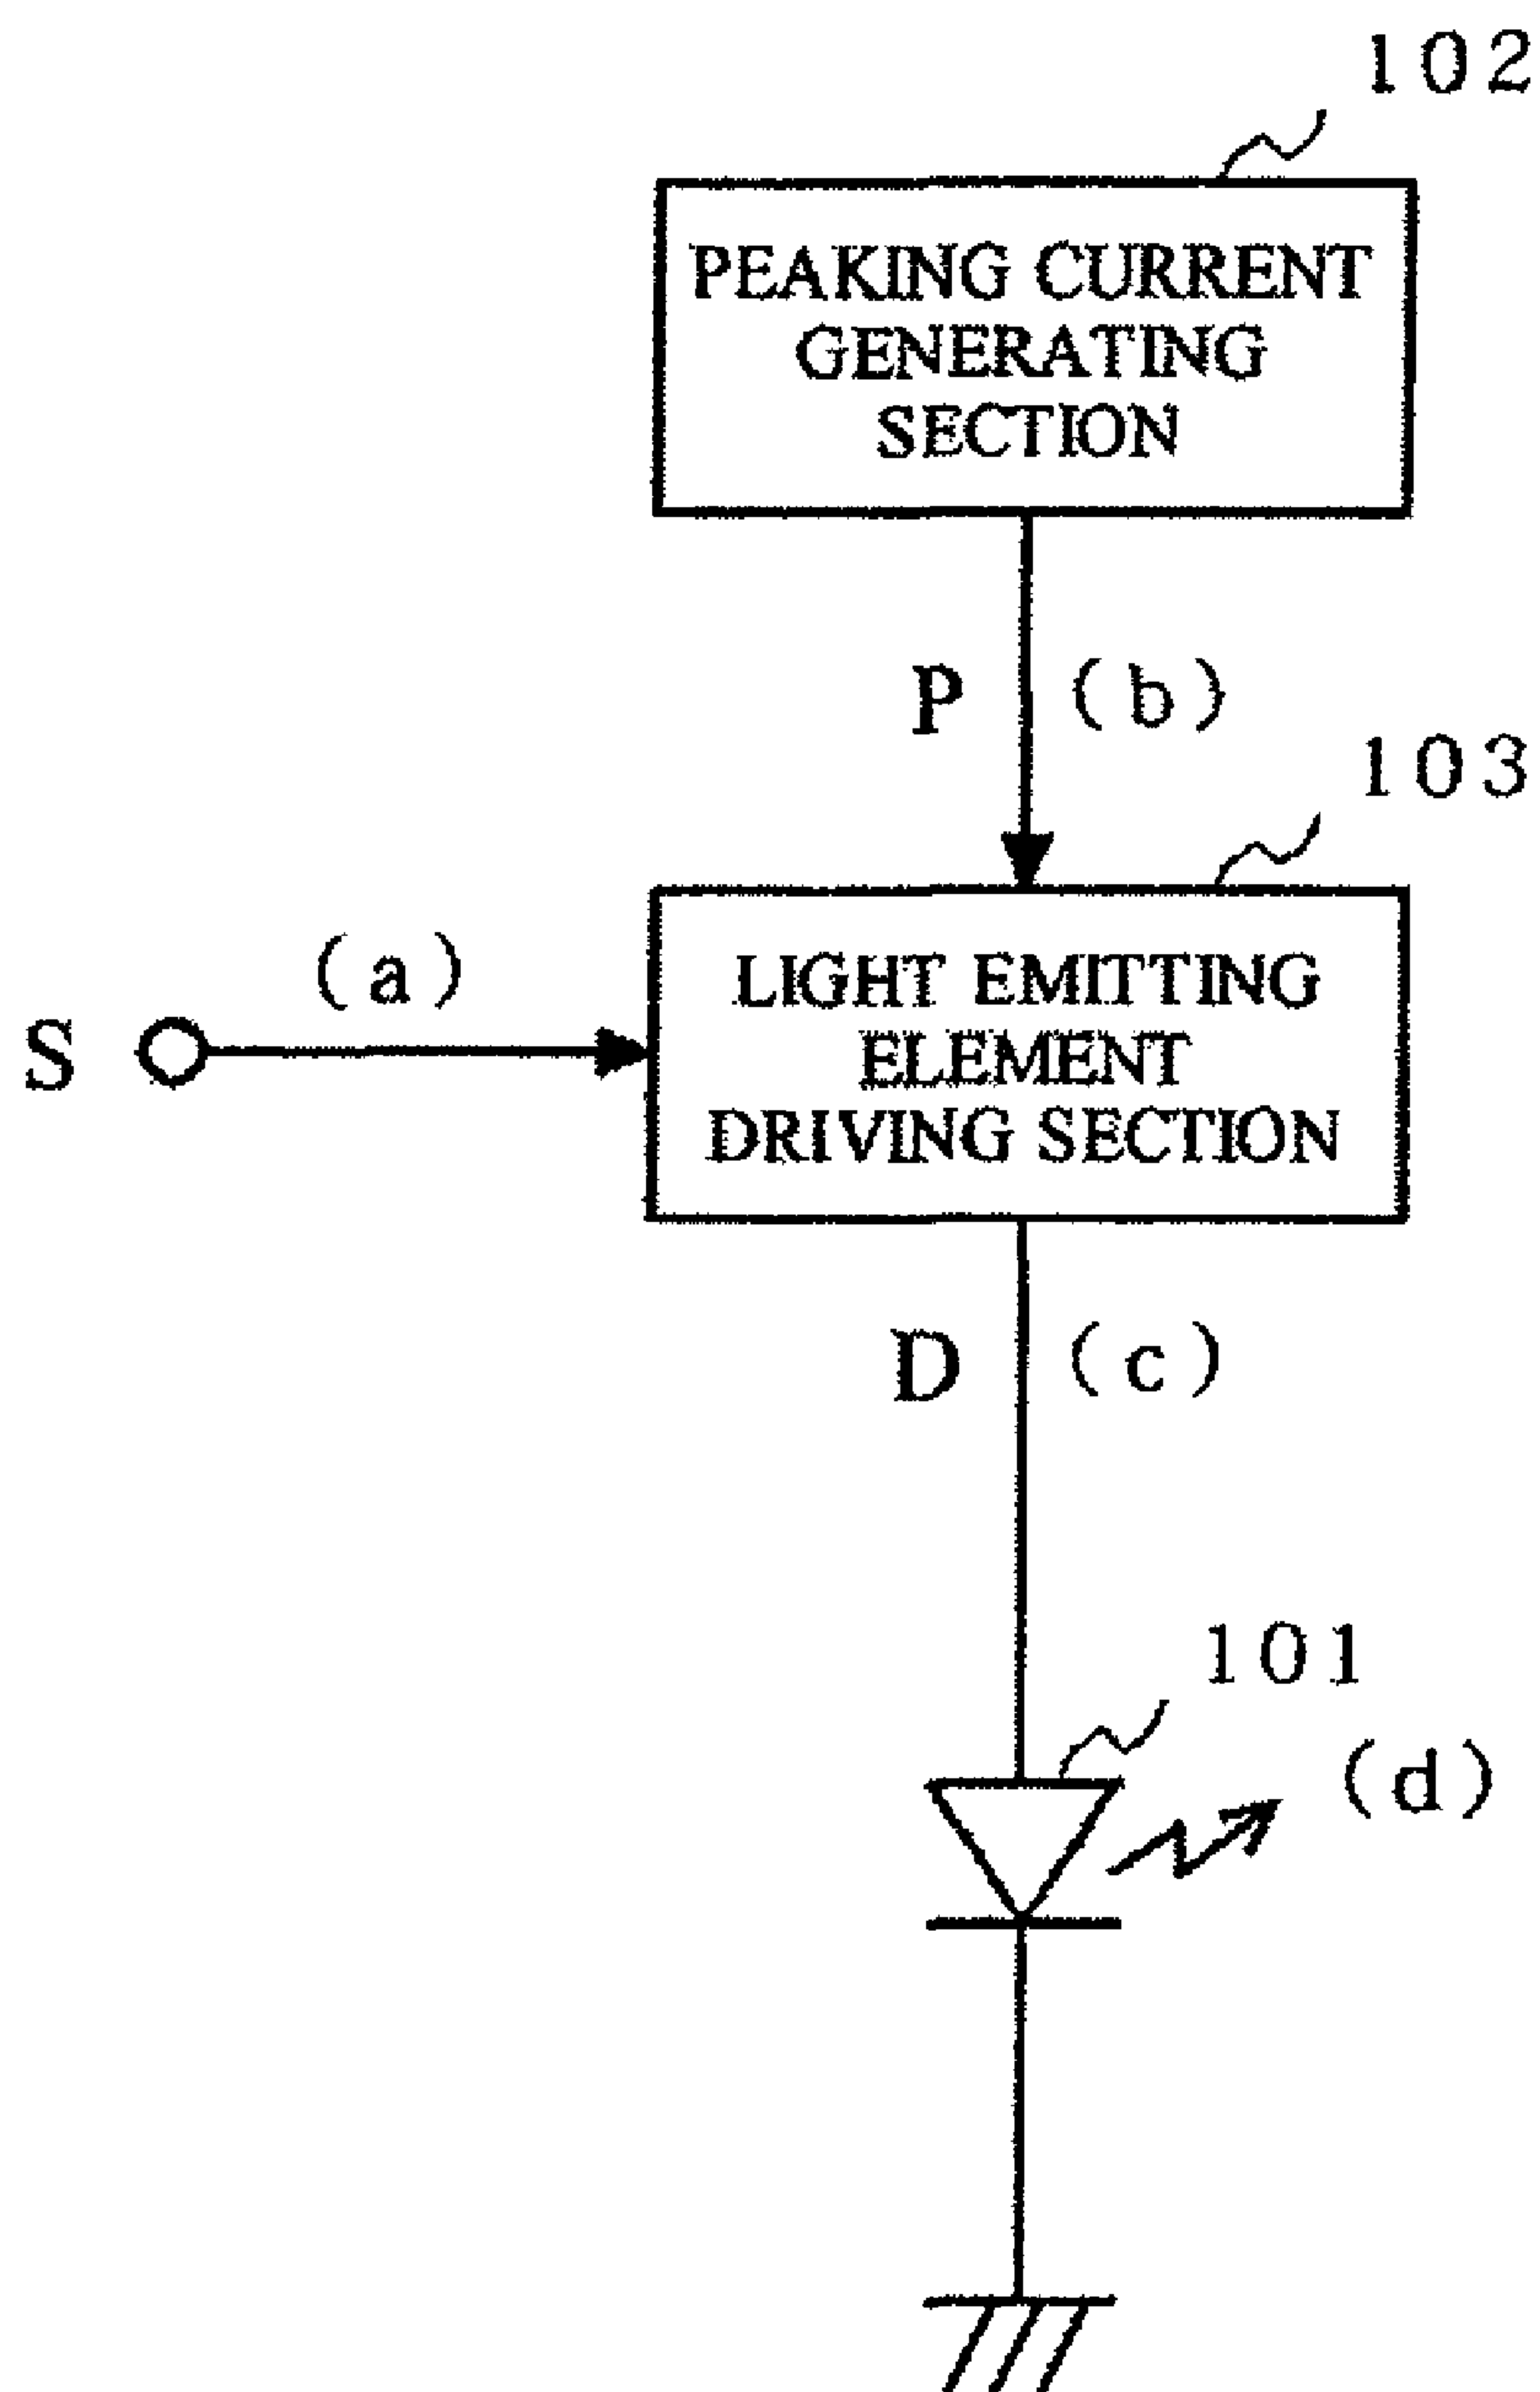 102
PEAKING CURRENT
GENERATING
SECTION
P (b)
103
(a)
S
LIGHT EMITTING
ELEMENT
DRIVING SECTION
D (c)
101
(d)